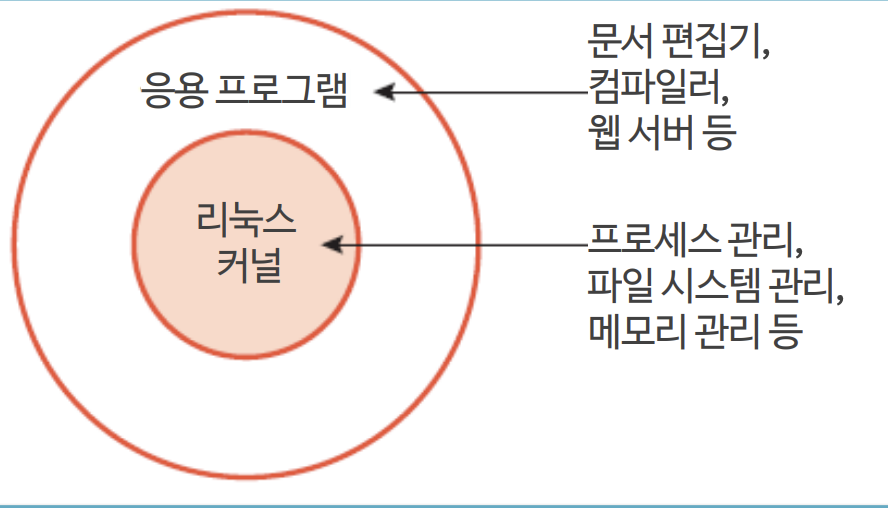 응용 프로그램
문서 편집기,
컴파일러,
웹 서버 등
리눅스
커널
프로세스 관리,
파일 시스템 관리,
메모리 관리 등